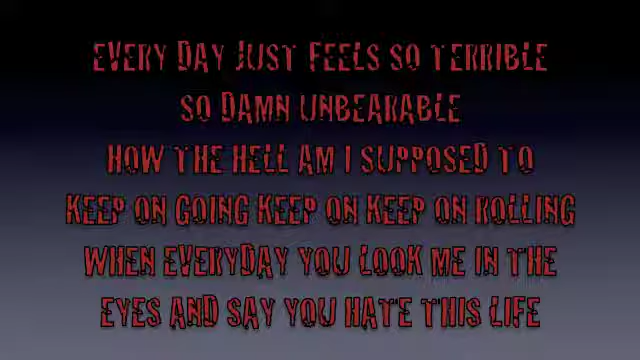 EVERY DAY JUST FEELS SO TERRIBLE
SO DAMN UNBEARABLE
HOW THE HELL AM I SUPPOSED TO
KEEP ON GOING KEEP ON KEEP ON ROLLING
WHEN EVERYDAY YOU LOOK ME IN THE
EYES AND SAY YOU HATE THIS LIFE